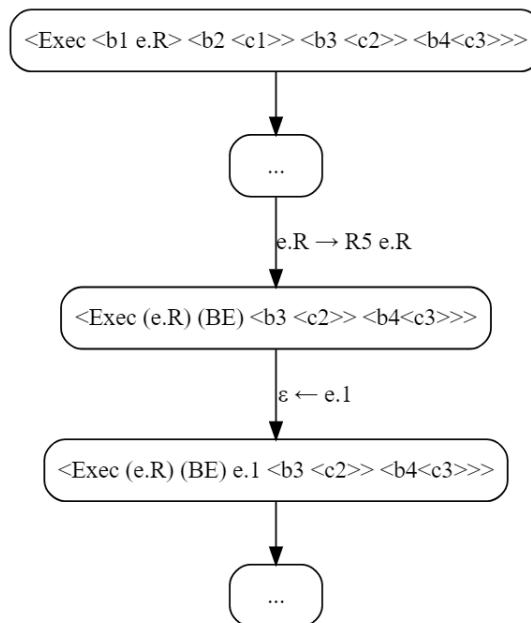 <Exec <b1 e.R> <b2 <c1>> <b3 <c2>> <b4<c3>>>
...
e.R → R5 e.R
<Exec (e.R) (BE) <b3 <c2>> <b4<c3>>>
ε ← e.1
<Exec (e.R) (BE) e.1 <b3 <c2>> <b4<c3>>>
...